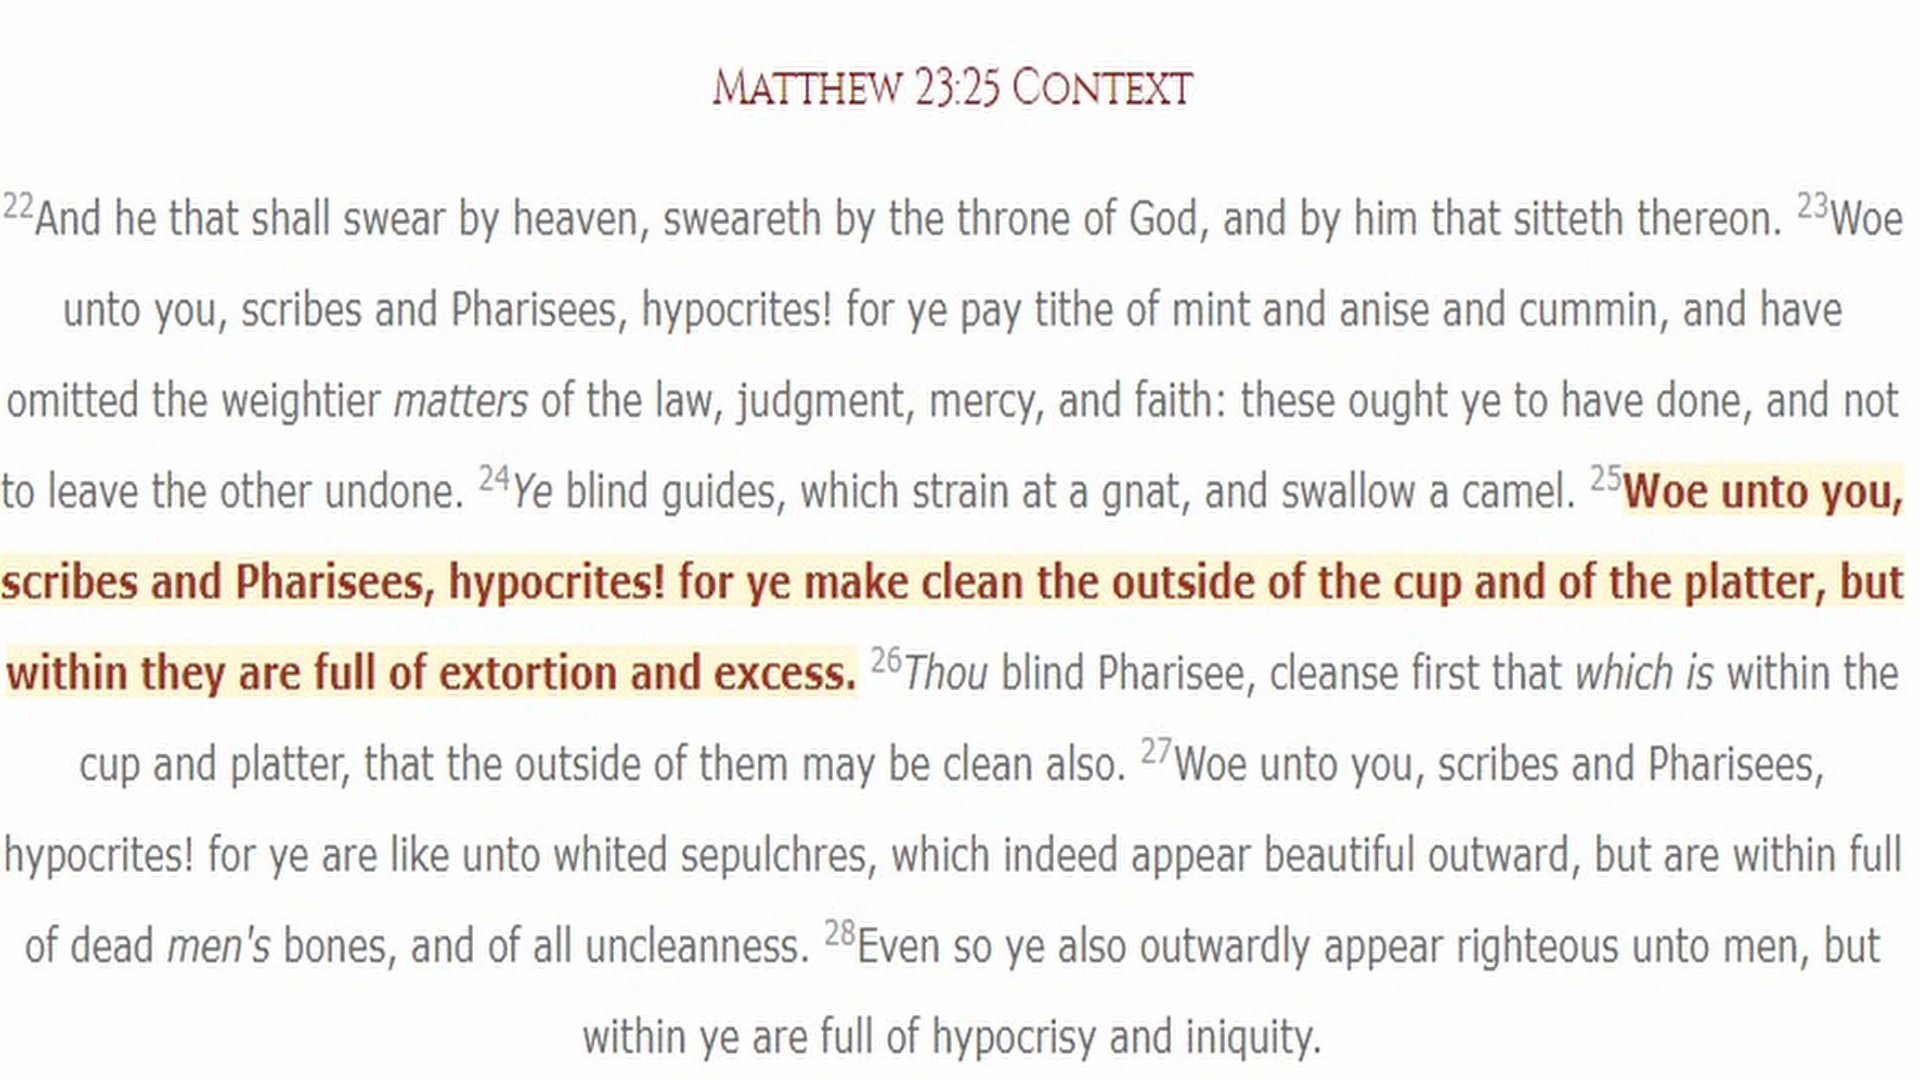 MATTHEW 23:25 CONTEXT
22And he that shall swear by heaven, sweareth by the throne of God, and by him that sitteth thereon. 23Woe
unto you, scribes and Pharisees, hypocrites! for ye pay tithe of mint and anise and cummin, and have
omitted the weightier matters of the law, judgment, mercy, and faith: these ought ye to have done, and not
to leave the other undone. 24Ye blind guides, which strain at a gnat, and swallow a camel. 25Woe unto you,
scribes and Pharisees, hypocrites! for ye make clean the outside of the cup and of the platter, but
within they are full of extortion and excess. 26Thou blind Pharisee, cleanse first that which is within the
cup and platter, that the outside of them may be clean also. 27Woe unto you, scribes and Pharisees,
hypocrites! for ye are like unto whited sepulchres, which indeed appear beautiful outward, but are within full
of dead men's bones, and of all uncleanness. 28Even so ye also outwardly appear righteous unto men, but
within ye are full of hypocrisy and iniquity.